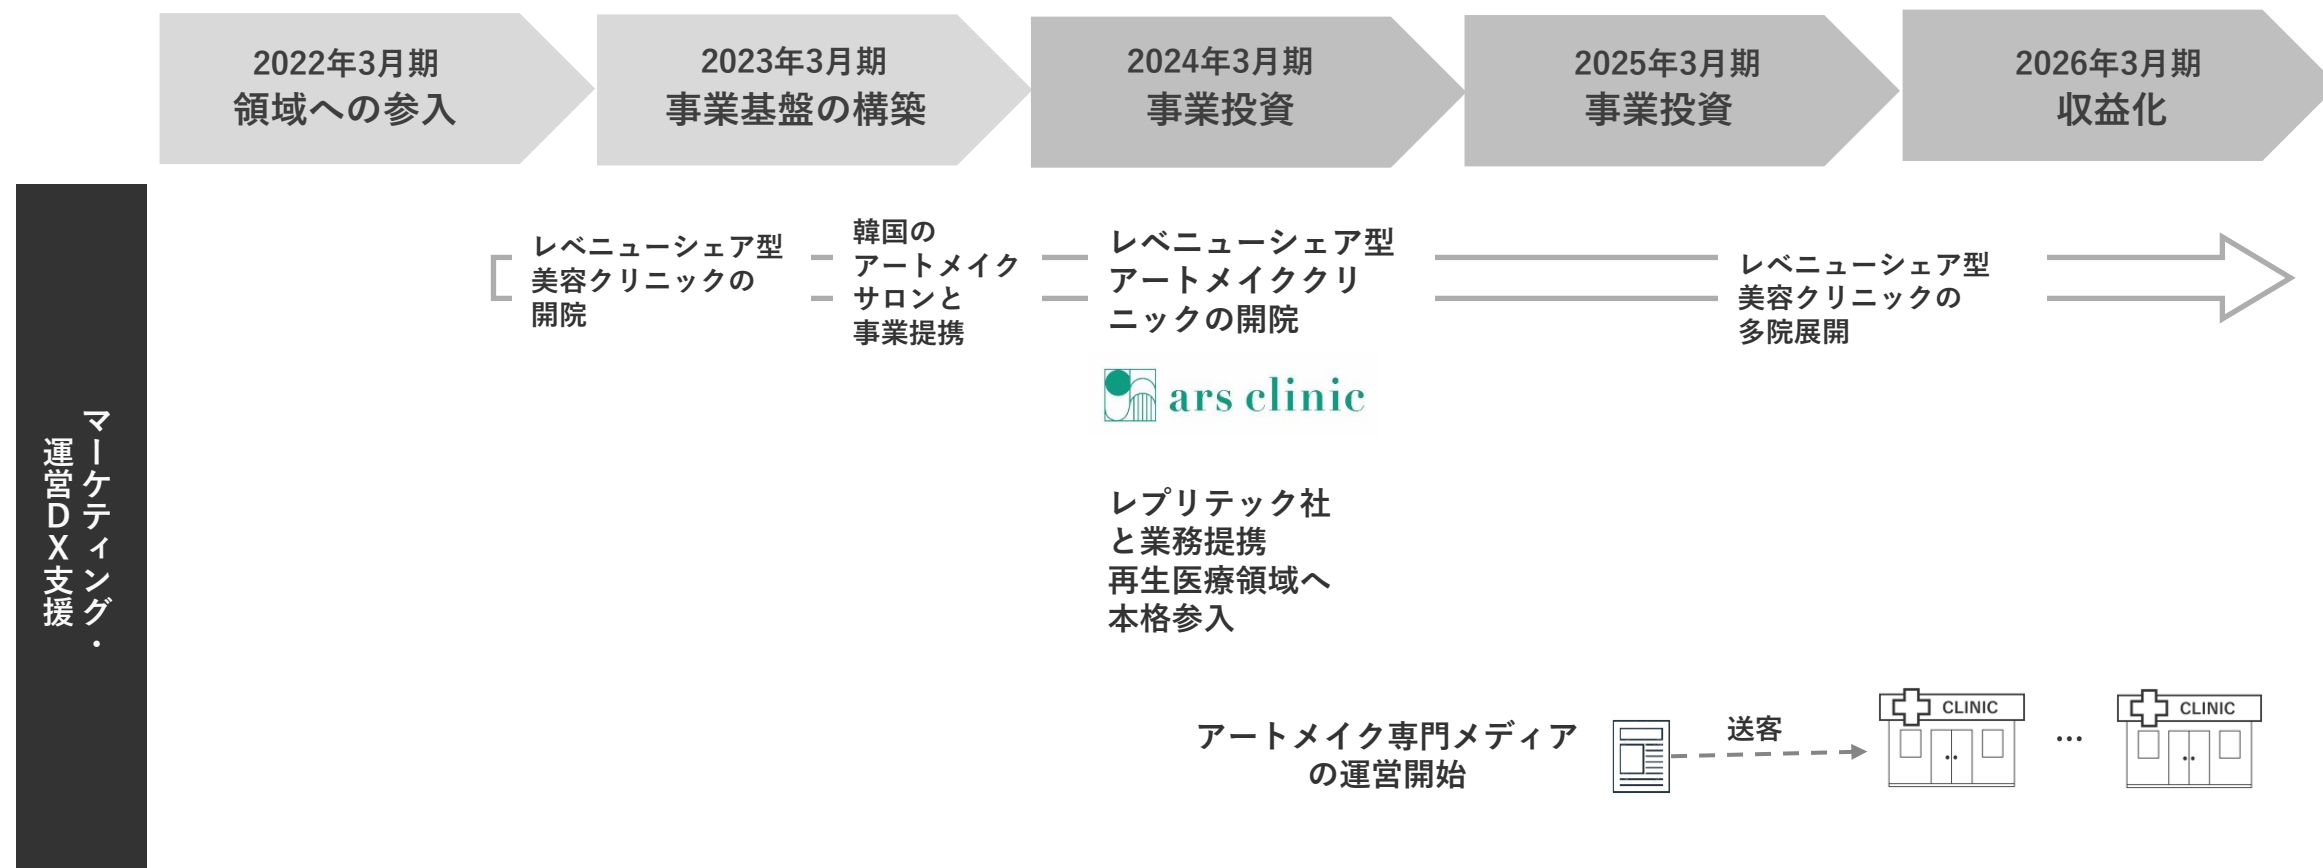 2022年3月期
領域への参入
2023年3月期
事業基盤の構築
2024年3月期
事業投資
2025年3月期
事業投資
2026年3月期
収益化
マーケティング・
運営DX支援
レベニューシェア型
美容クリニックの
開院
韓国の
アートメイク
サロンと
事業提携
レベニューシェア型
アートメイククリ
ニックの開院
レベニューシェア型
美容クリニックの
多院展開
ars clinic
レプリテック社
と業務提携
再生医療領域へ
本格参入
アートメイク専門メディア
の運営開始
送客
CLINIC
…
CLINIC